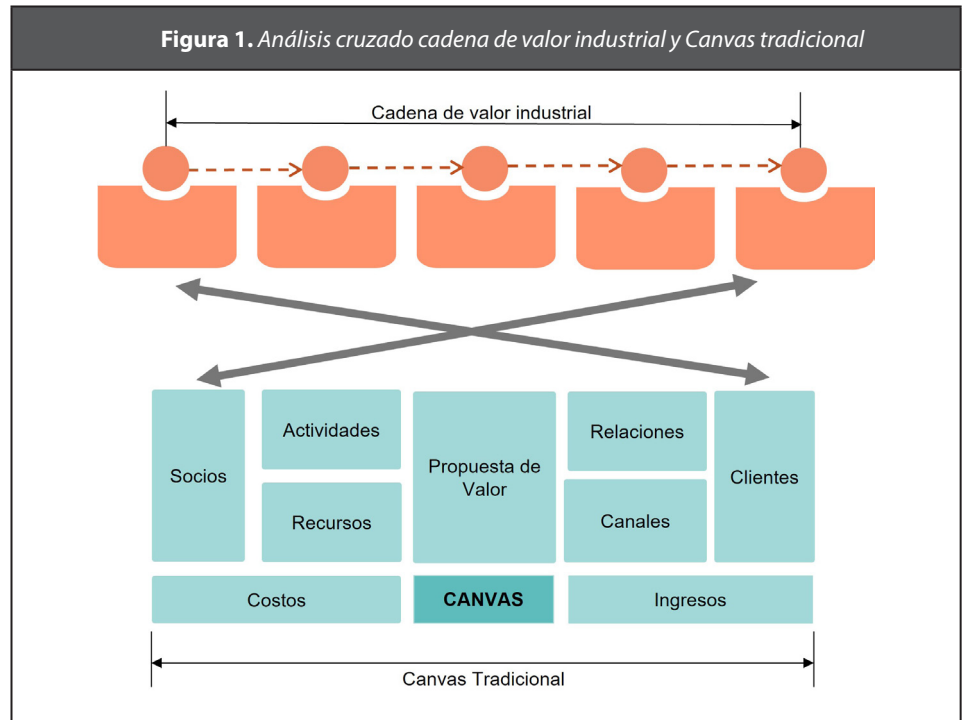 Figura 1. Análisis cruzado cadena de valor industrial y Canvas tradicional
Cadena de valor industrial
Socios
Actividades
Recursos
Propuesta de
Valor
Relaciones
Canales
Clientes
Costos
CANVAS
Ingresos
Canvas Tradicional